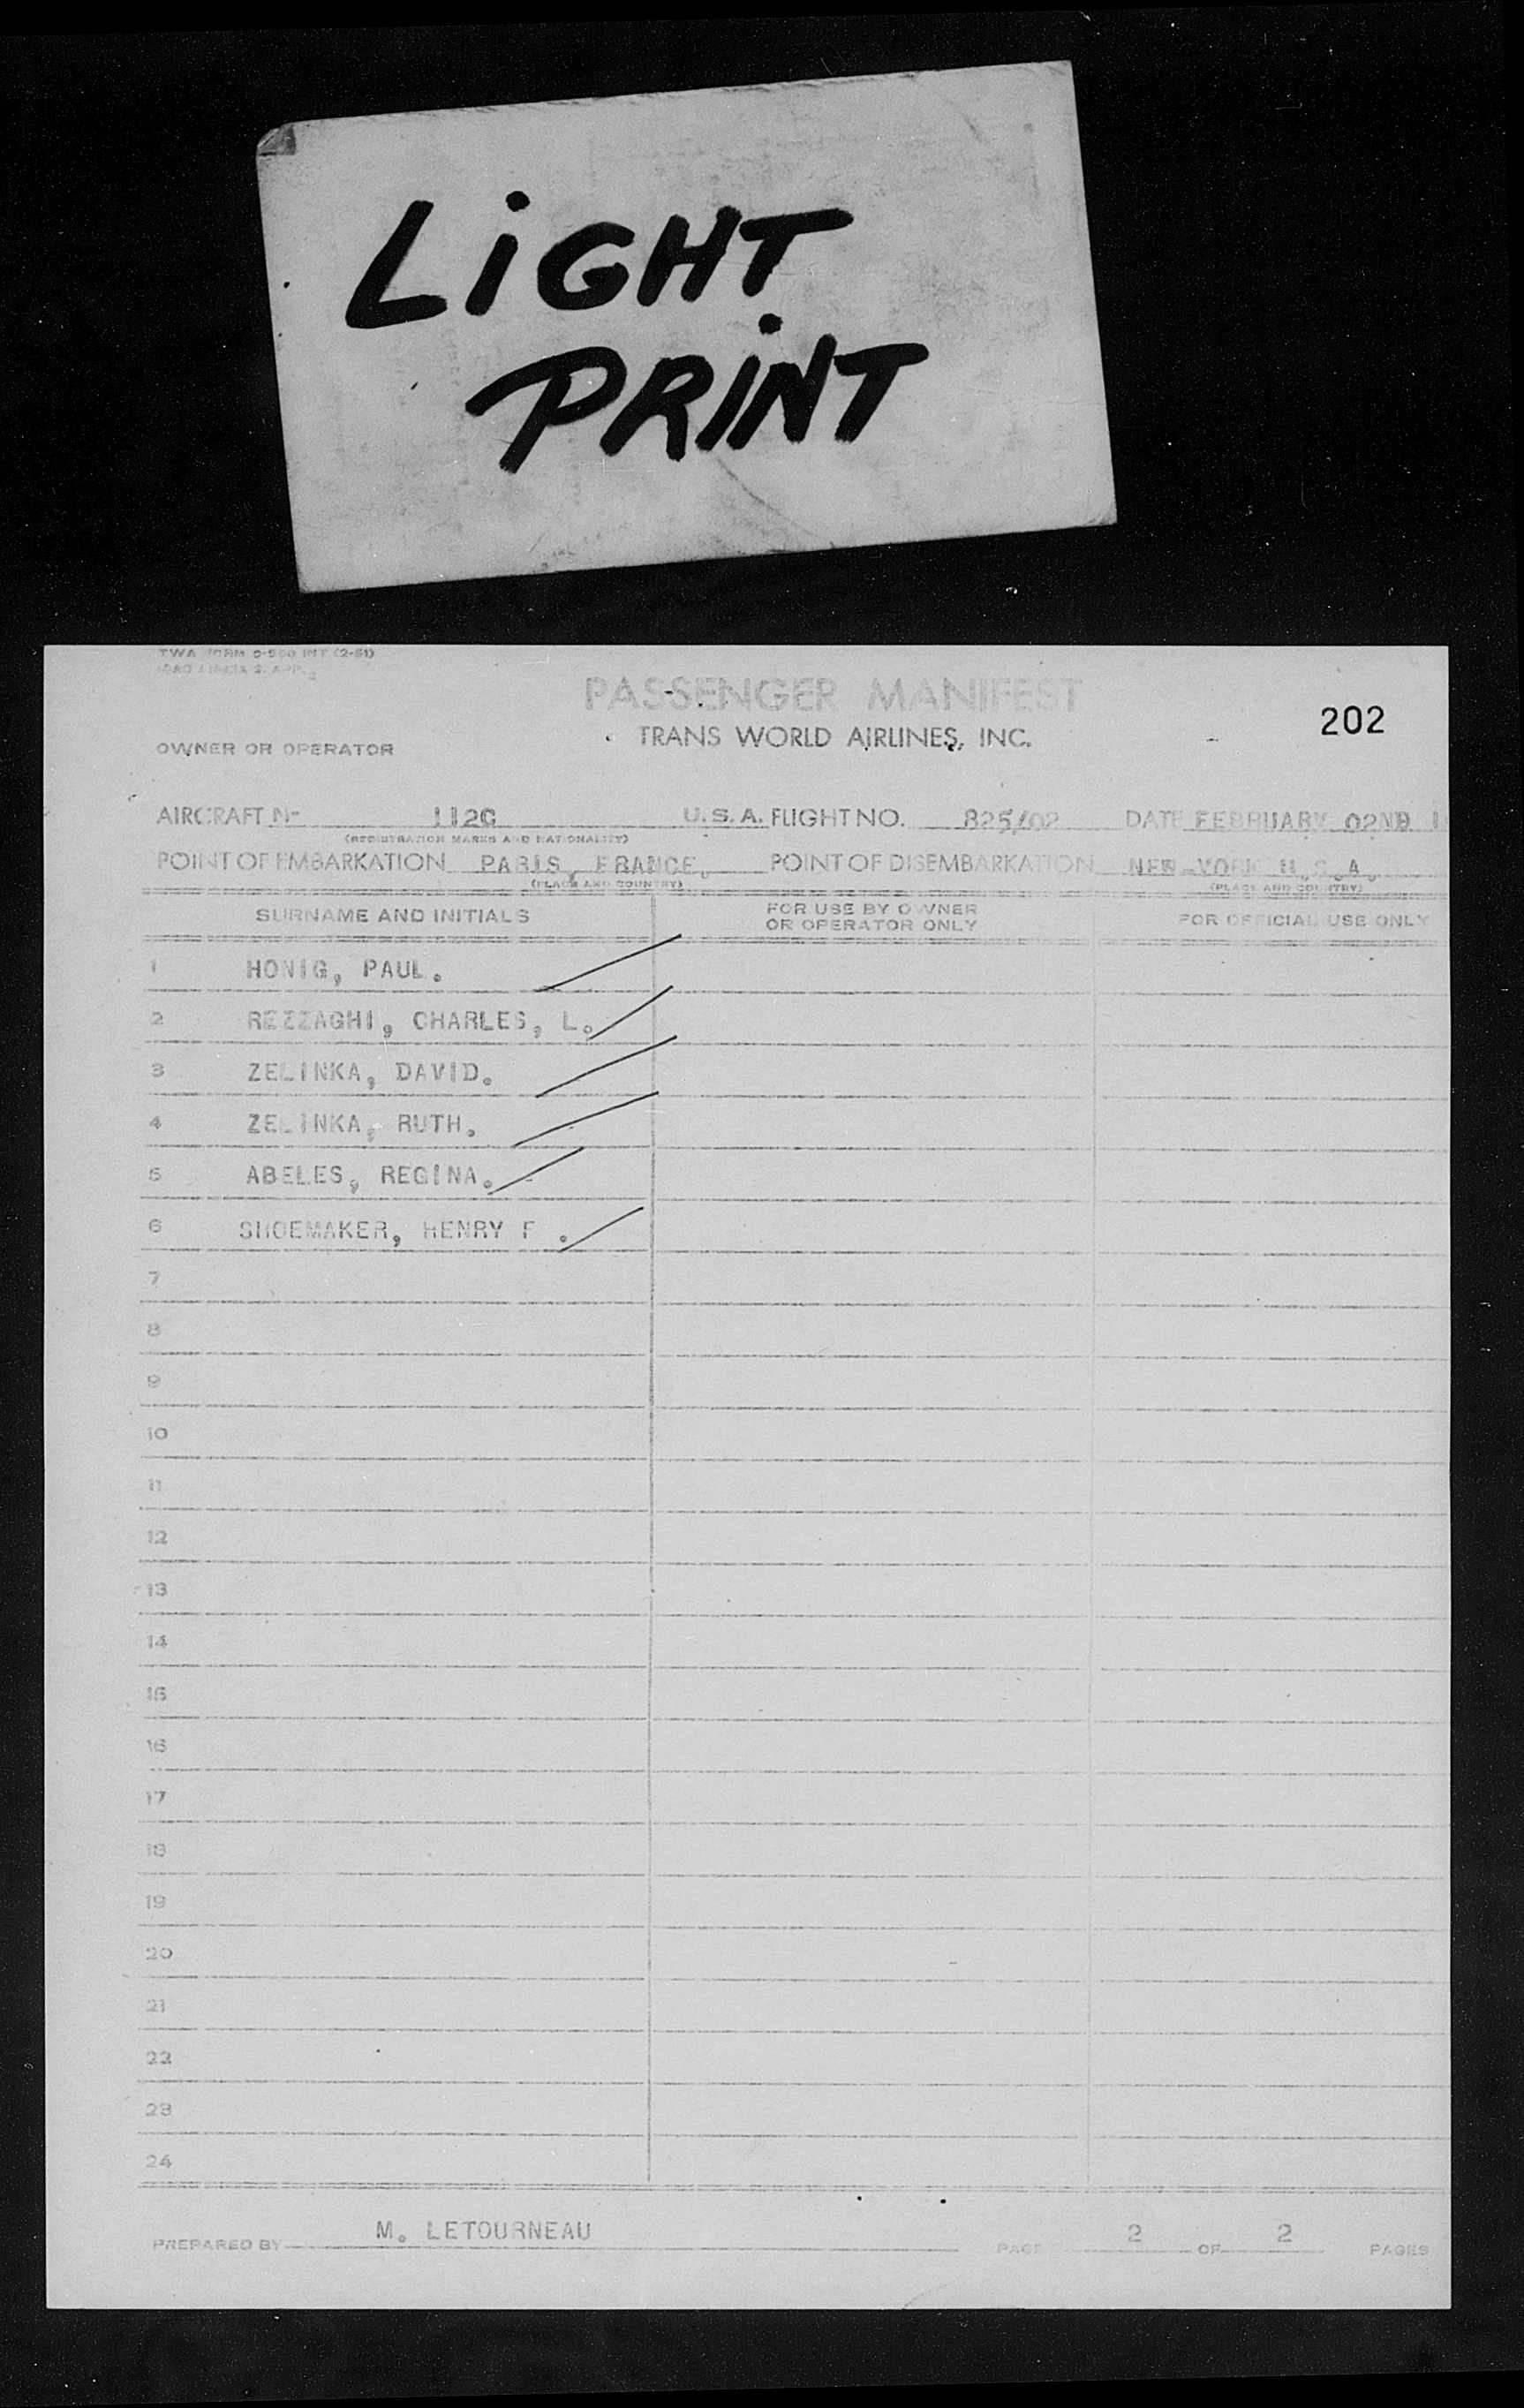 LiGHT
PRiNT
TWA FORM
PASSENGER MANIFEST
202
TRANS WORLD AIRLINES, INC.
OWNER OR OPERATOR
AIRCRAFT Nº 112C U.S.A. FLIGHT NO. 825/02 DATE FEBRUARY 02ND 1
(REGISTRATION MARKS AND NATIONALITY)
POINT OF EMBARKATION PARIS, FRANCE. POINT OF DISEMBARKATION NEW-YORK U.S.A.
(PLACE AND COUNTRY) (PLACE AND COUNTRY)
SURNAME AND INITIALS FOR USE BY OWNER OR OPERATOR ONLY FOR OFFICIAL USE ONLY
1 HONIG, PAUL.
2 REZZAGHI, CHARLES, L.
3 ZELINKA, DAVID.
4 ZELINKA, RUTH.
5 ABELES, REGINA.
6 SHOEMAKER, HENRY F .
7
8
9
10
11
12
13
14
15
16
17
18
19
20
21
22
23
24
PREPARED BY M. LETOURNEAU PAGE 2 OF 2 PAGES